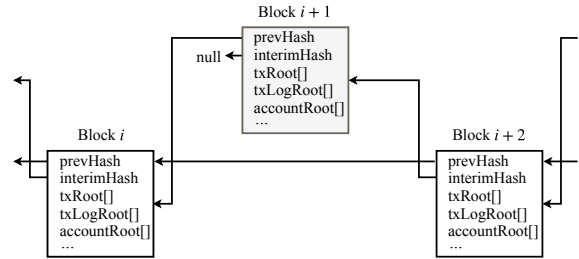 Block i + 1
prevHash
null
interimHash
txRoot[]
txLogRoot[]
accountRoot[]
...
Block i
prevHash
interimHash
txRoot[]
txLogRoot[]
accountRoot[]
...
Block i + 2
prevHash
interimHash
txRoot[]
txLogRoot[]
accountRoot[]
...